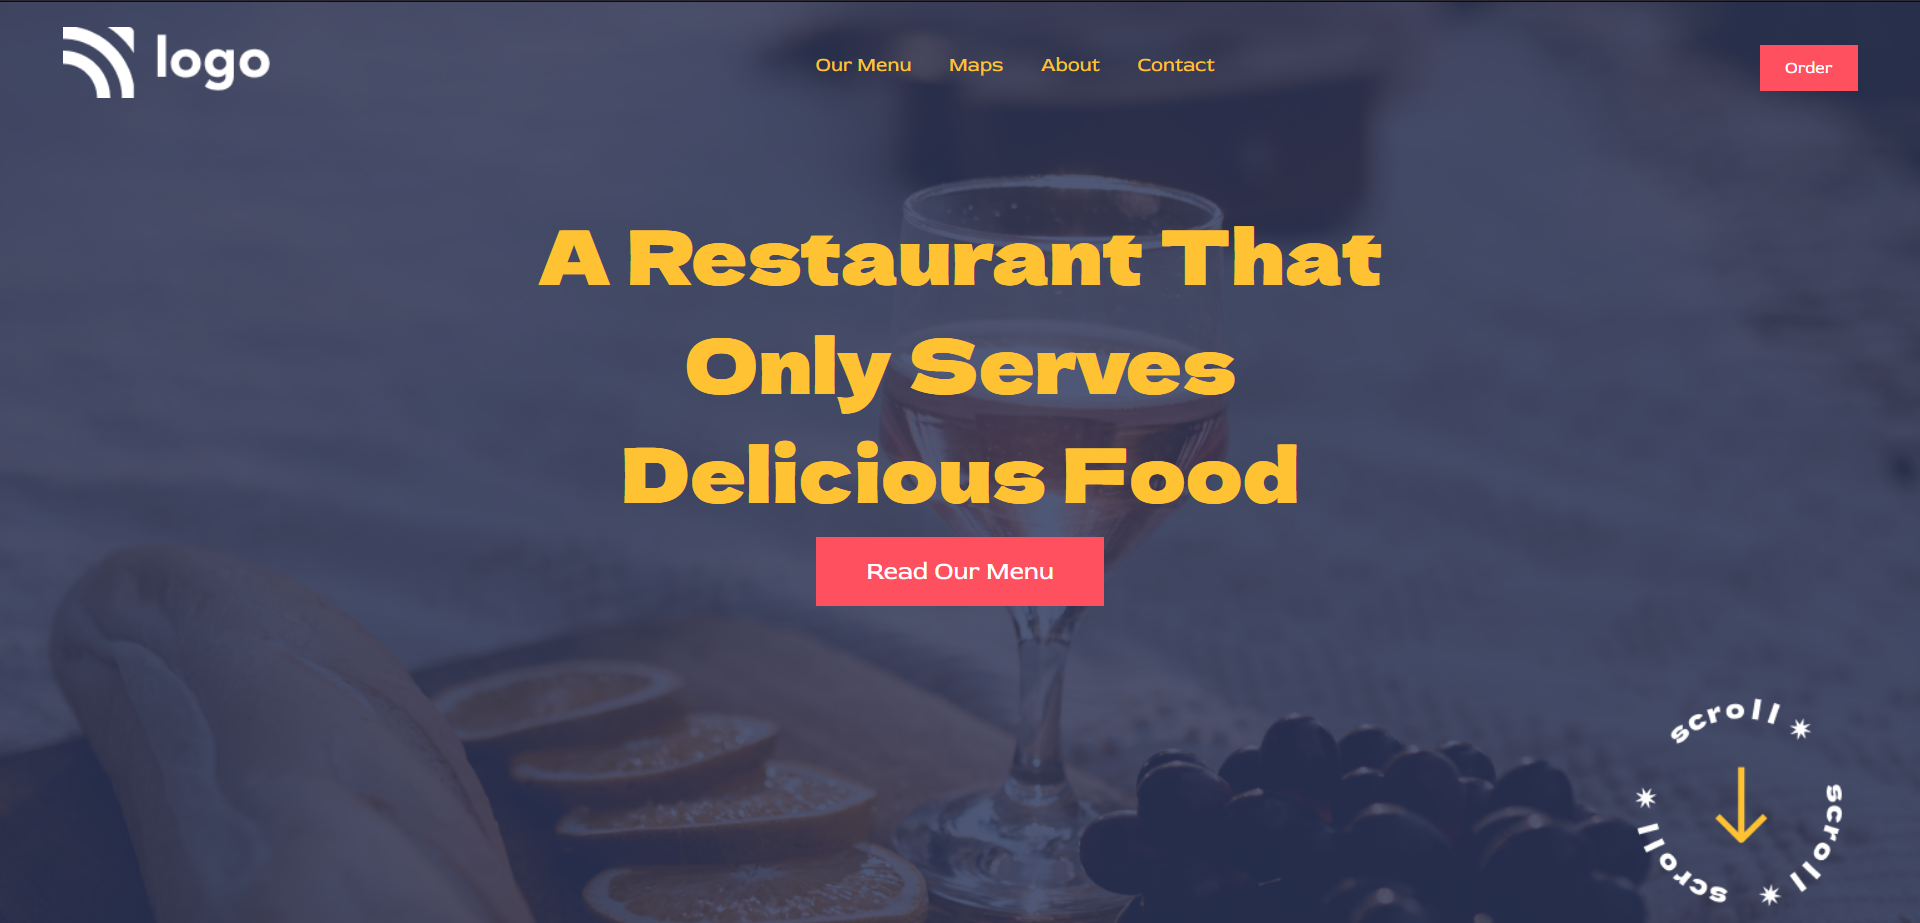 logo
Our Menu Maps About Contact
Order
A Restaurant That
Only Serves
Delicious Food
Read Our Menu
scroll
scroll
scroll